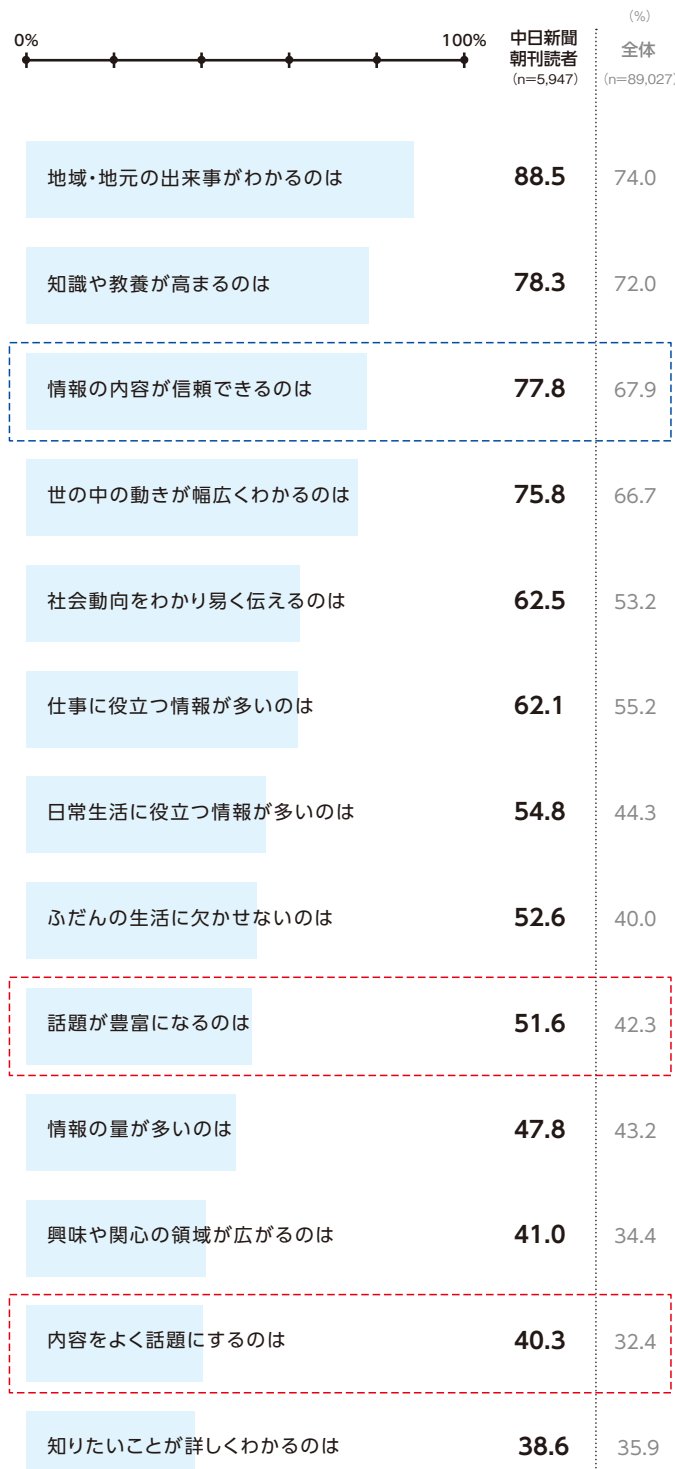 (%)
0%
100%
中日新聞
朝刊読者
(n=5,947)
全体
(n=89,027)
地域・地元の出来事がわかるのは 88.5 74.0
知識や教養が高まるのは 78.3 72.0
情報の内容が信頼できるのは 77.8 67.9
世の中の動きが幅広くわかるのは 75.8 66.7
社会動向をわかり易く伝えるのは 62.5 53.2
仕事に役立つ情報が多いのは 62.1 55.2
日常生活に役立つ情報が多いのは 54.8 44.3
ふだんの生活に欠かせないのは 52.6 40.0
話題が豊富になるのは 51.6 42.3
情報の量が多いのは 47.8 43.2
興味や関心の領域が広がるのは 41.0 34.4
内容をよく話題にするのは 40.3 32.4
知りたいことが詳しくわかるのは 38.6 35.9